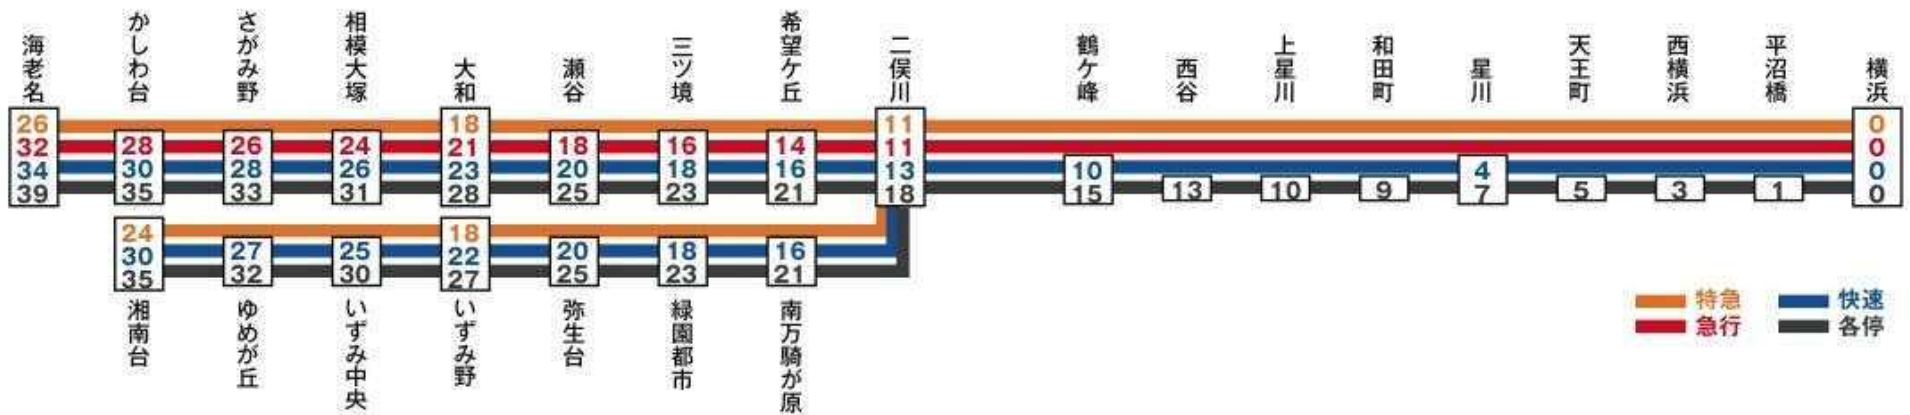 海老名
かしわ台
さがみ野
相模大塚
大和
瀬谷
三ツ境
希望ケ丘
二俣川
鶴ケ峰
西谷
上星川
和田町
星川
天王町
西横浜
平沼橋
横浜
26 18 11 0
32 28 26 24 21 18 16 14 11 0
34 30 28 26 23 20 18 16 13 10 4 0
39 35 33 31 28 25 23 21 18 15 13 10 9 7 5 3 1 0
24 18
30 27 25 22 20 18 16
35 32 30 27 25 23 21
湘南台
ゆめが丘
いずみ中央
いずみ野
弥生台
緑園都市
南万騎が原
特急 快速
急行 各停